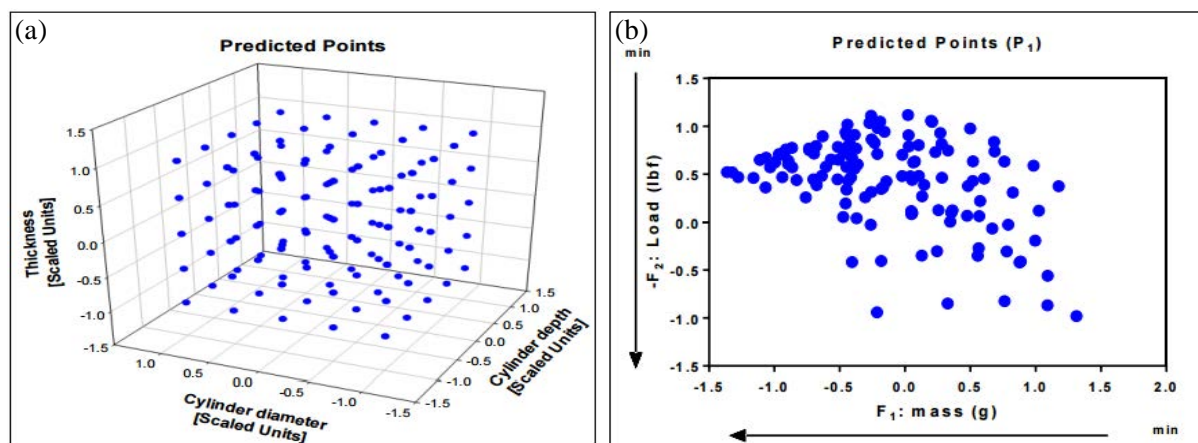 (a)
Predicted Points
Thickness
[Scaled Units]
1.5
1.0
0.5
0.0
-0.5
-1.0
-1.5
1.0
0.5
0.0
-0.5
-1.0
-1.5
Cylinder diameter
[Scaled Units]
1.5
1.0
0.5
0.0
-0.5
-1.0
-1.5
Cylinder depth
[Scaled Units]
(b)
min
Predicted Points (P1)
-F2: Load (lbf)
1.5
1.0
0.5
0.0
-0.5
-1.0
-1.5
-1.5 -1.0 -0.5 0.0 0.5 1.0 1.5 2.0
F1: mass (g)
min